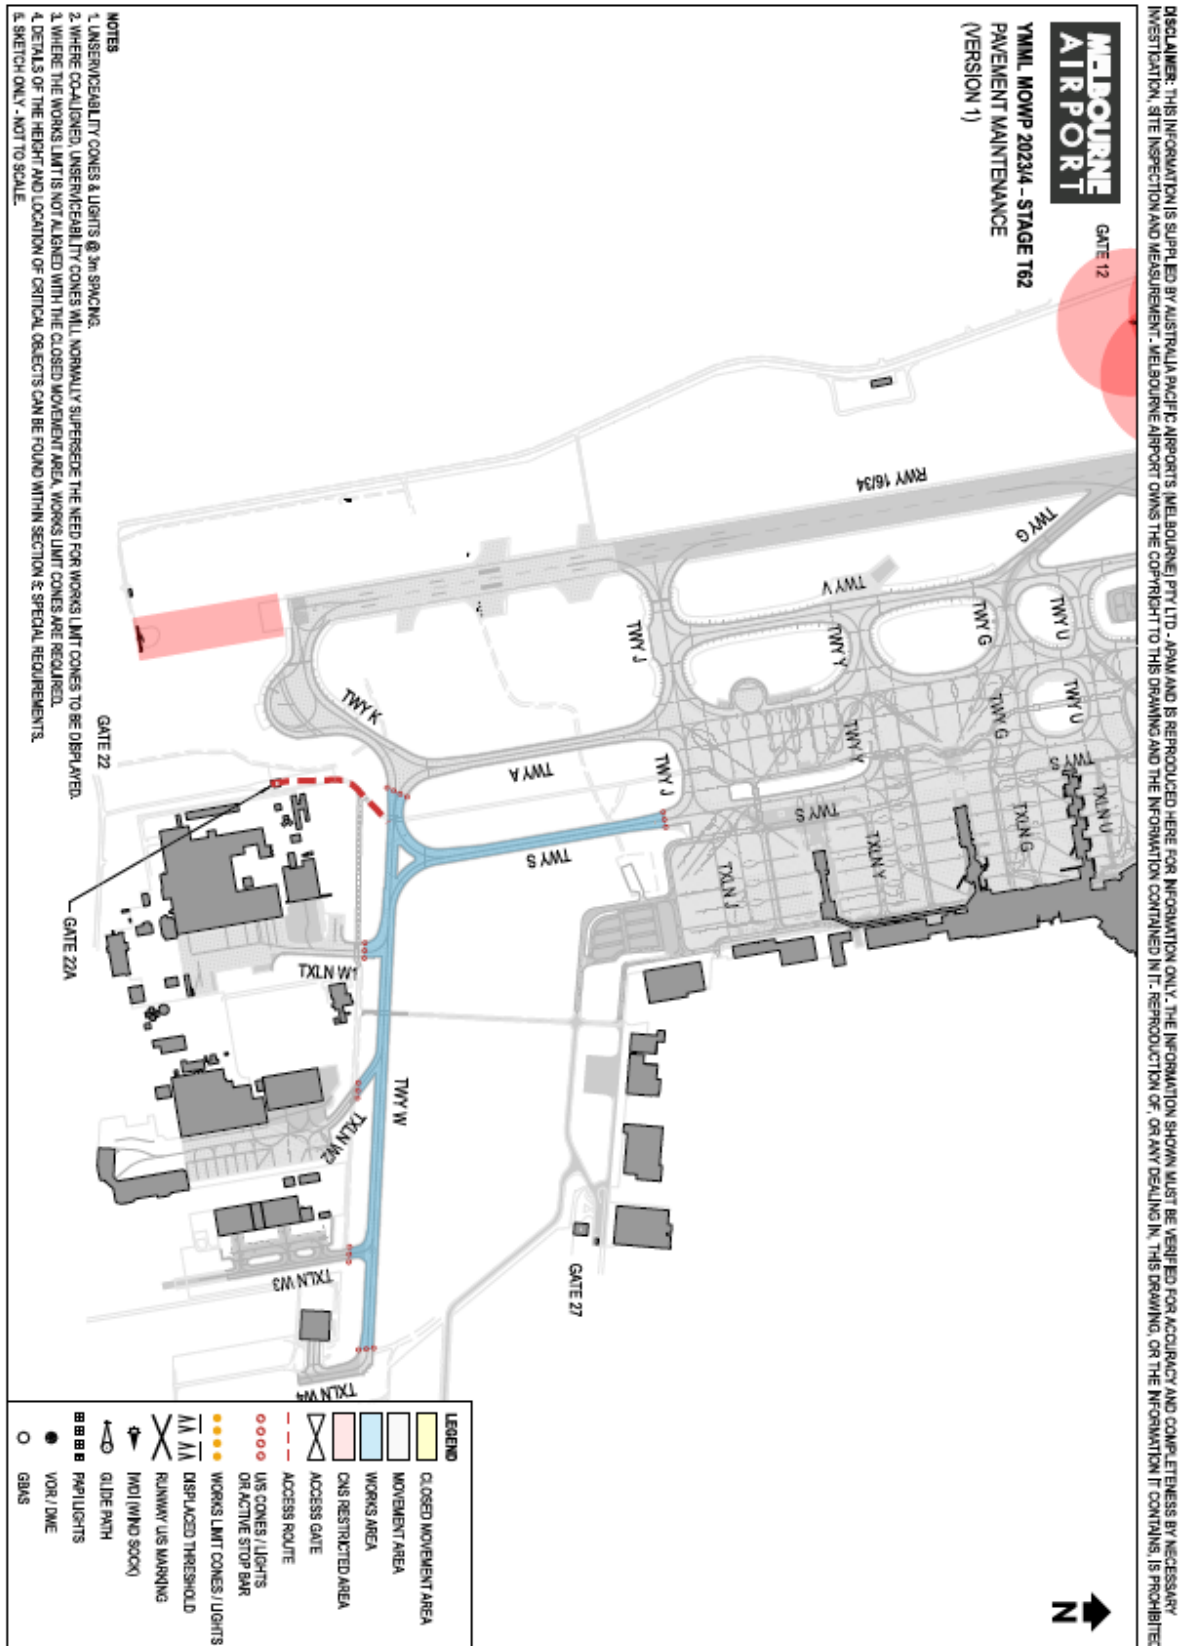 DISCLAIMER: THIS INFORMATION IS SUPPLIED BY AUSTRALIA PACIFIC AIRPORTS (MELBOURNE) PTY LTD - APAM AND IS REPRODUCED HERE FOR INFORMATION ONLY. THE INFORMATION SHOWN MUST BE VERIFIED FOR ACCURACY AND COMPLETENESS BY NECESSARY
INVESTIGATION, SITE INSPECTION AND MEASUREMENT. MELBOURNE AIRPORT OWNS THE COPYRIGHT TO THIS DRAWING AND THE INFORMATION CONTAINED IN IT. REPRODUCTION OF, OR ANY DEALING IN, THIS DRAWING, OR THE INFORMATION IT CONTAINS, IS PROHIBITED
MELBOURNE
AIRPORT
YMML MOWP 2023/4 - STAGE T62
PAVEMENT MAINTENANCE
(VERSION 1)
GATE 12
RWY 16/34
TWY G
TWY V
TWY J
TWY Y
TWY G
TWY U
TWY U
TWY G
TWY Y
TWY S
TWY K
TWY A
TWY J
TWY S
TWY S
TXLN J
TXLN Y
TXLN G
TXLN U
GATE 22
GATE 22A
TXLN W1
TWY W
TXLN W2
TXLN W3
TXLN W4
GATE 27
N
NOTES
1. UNSERVICEABILITY CONES & LIGHTS @ 3m SPACING.
2. WHERE CO-ALIGNED, UNSERVICEABILITY CONES WILL NORMALLY SUPERSEDE THE NEED FOR WORKS LIMIT CONES TO BE DISPLAYED.
3. WHERE THE WORKS LIMIT IS NOT ALIGNED WITH THE CLOSED MOVEMENT AREA, WORKS LIMIT CONES ARE REQUIRED.
4. DETAILS OF THE HEIGHT AND LOCATION OF CRITICAL OBJECTS CAN BE FOUND WITHIN SECTION 5: SPECIAL REQUIREMENTS.
5. SKETCH ONLY - NOT TO SCALE.
LEGEND
CLOSED MOVEMENT AREA
MOVEMENT AREA
WORKS AREA
CNS RESTRICTED AREA
ACCESS GATE
ACCESS ROUTE
U/S CONES / LIGHTS
OR ACTIVE STOP BAR
WORKS LIMIT CONES / LIGHTS
DISPLACED THRESHOLD
RUNWAY U/S MARKING
IWDI (WIND SOCK)
GLIDE PATH
PAPI LIGHTS
VOR / DME
GBAS